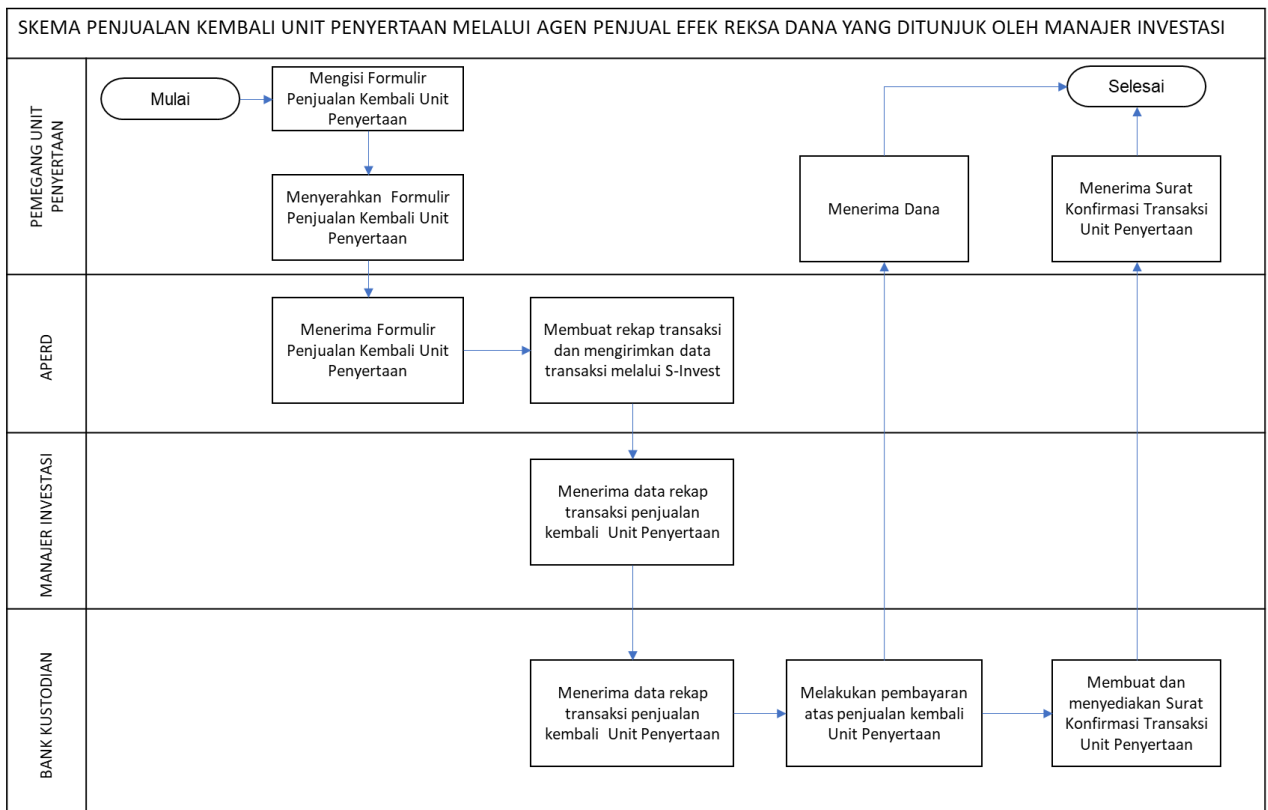 SKEMA PENJUALAN KEMBALI UNIT PENYERTAAN MELALUI AGEN PENJUAL EFEK REKSA DANA YANG DITUNJUK OLEH MANAJER INVESTASI
PEMEGANG UNIT
PENYERTAAN
Mulai
Mengisi Formulir
Penjualan Kembali Unit
Penyertaan
Selesai
Menyerahkan Formulir
Penjualan Kembali Unit
Penyertaan
Menerima Dana
Menerima Surat
Konfirmasi Transaksi
Unit Penyertaan
APERD
Menerima Formulir
Penjualan Kembali Unit
Penyertaan
Membuat rekap transaksi
dan mengirimkan data
transaksi melalui S-Invest
MANAJER INVESTASI
Menerima data rekap
transaksi penjualan
kembali Unit Penyertaan
BANK KUSTODIAN
Menerima data rekap
transaksi penjualan
kembali Unit Penyertaan
Melakukan pembayaran
atas penjualan kembali
Unit Penyertaan
Membuat dan
menyediakan Surat
Konfirmasi Transaksi
Unit Penyertaan